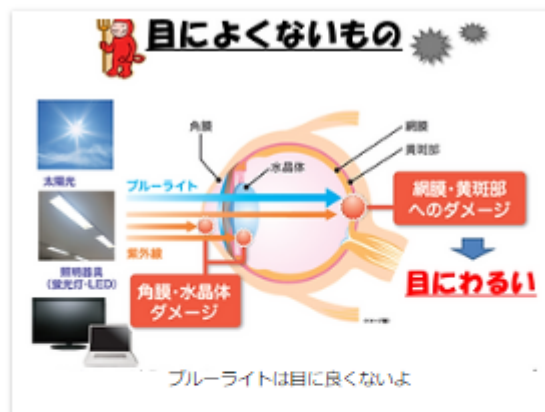 目によくないもの
角膜
網膜
黄斑部
水晶体
太陽光
ブルーライト
網膜・黄斑部
へのダメージ
紫外線
照明器具
(蛍光灯・LED)
目にわるい
角膜・水晶体
ダメージ
ブルーライトは目に良くないよ